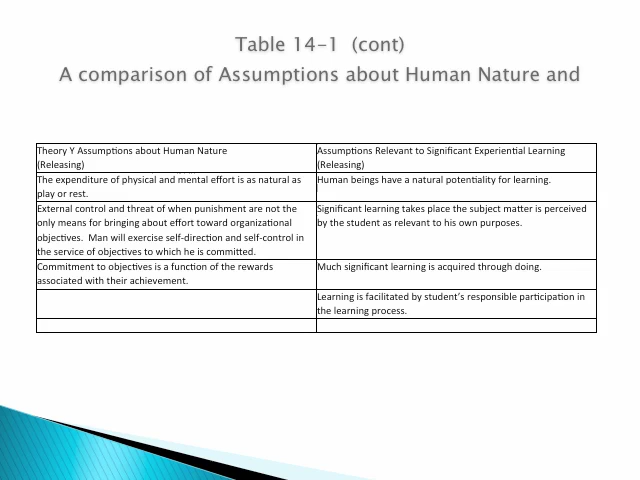 Table 14-1  (cont)
A comparison of Assumptions about Human Nature and
Theory Y Assumptions about Human Nature
(Releasing)
Assumptions Relevant to Significant Experiential Learning
(Releasing)
The expenditure of physical and mental effort is as natural as
play or rest.
Human beings have a natural potentiality for learning.
External control and threat of when punishment are not the
only means for bringing about effort toward organizational
objectives.  Man will exercise self-direction and self-control in
the service of objectives to which he is committed.
Significant learning takes place the subject matter is perceived
by the student as relevant to his own purposes.
Commitment to objectives is a function of the rewards
associated with their achievement.
Much significant learning is acquired through doing.
Learning is facilitated by student's responsible participation in
the learning process.